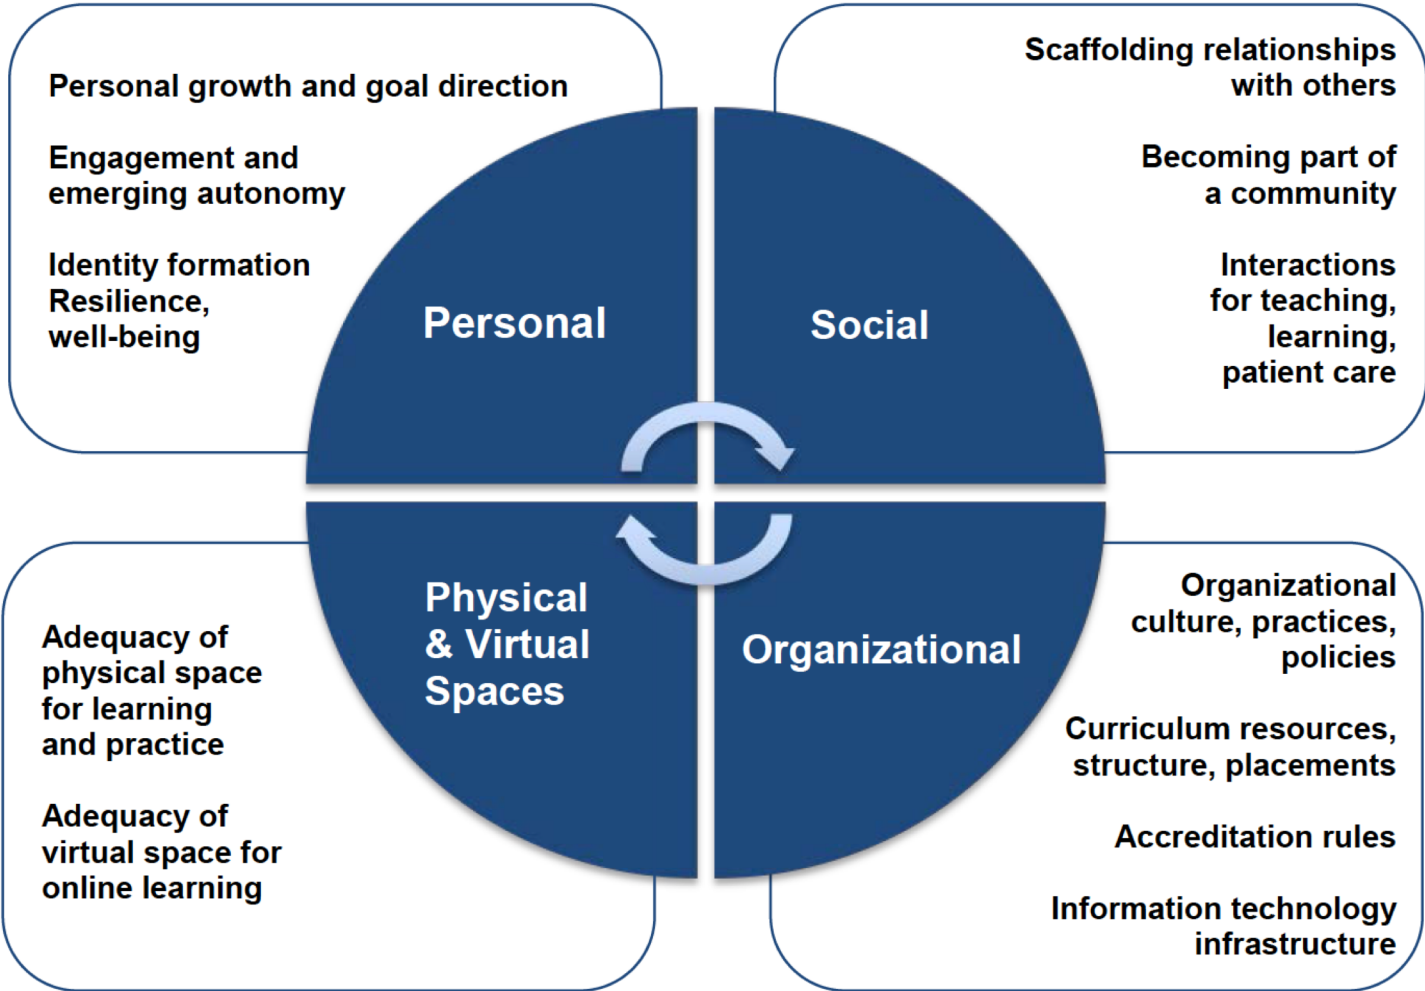 Personal growth and goal direction
Engagement and
emerging autonomy
Identity formation
Resilience,
well-being
Personal
Scaffolding relationships
with others
Becoming part of
a community
Interactions
for teaching,
learning,
patient care
Social
Adequacy of
physical space
for learning
and practice
Adequacy of
virtual space for
online learning
Physical
& Virtual
Spaces
Organizational
Organizational
culture, practices,
policies
Curriculum resources,
structure, placements
Accreditation rules
Information technology
infrastructure